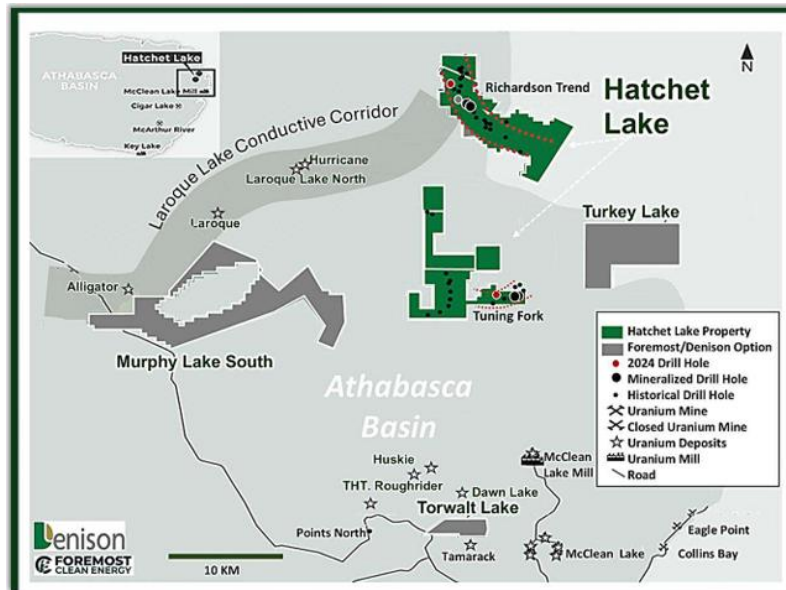 Hatchet Lake
ATHABASCA
BASIN
McClean Lake Mill
Cigar Lake
McArthur River
Key Lake
N
Richardson Trend
Hatchet
Lake
Laroque Lake Conductive Corridor
Hurricane
Laroque Lake North
Laroque
Turkey Lake
Alligator
Tuning Fork
Murphy Lake South
Hatchet Lake Property
Foremost/Denison Option
2024 Drill Hole
Mineralized Drill Hole
Historical Drill Hole
Uranium Mine
Closed Uranium Mine
Uranium Deposits
Uranium Mill
Road
Athabasca
Basin
Huskie
McClean
Lake Mill
THT. Roughrider
Dawn Lake
Torwalt Lake
Points North
Eagle Point
Tamarack
McClean Lake
Collins Bay
Denison
FOREMOST
CLEAN ENERGY
10 KM